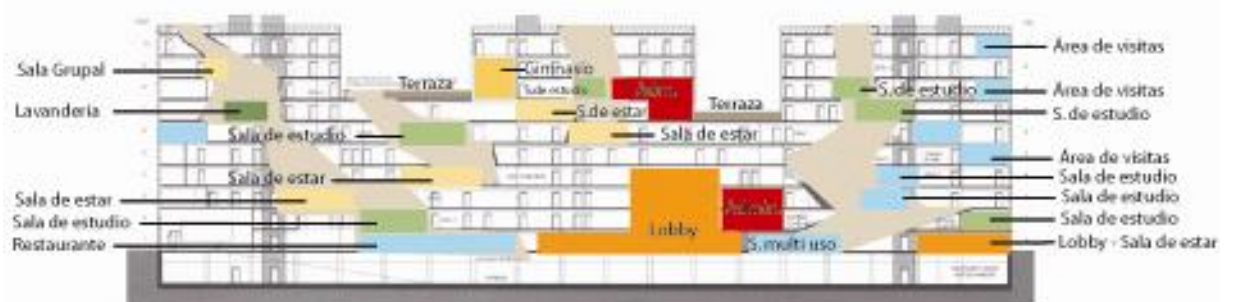 Sala Grupal
Lavanderia
Sala de estar
Sala de estudio
Restaurante
Terraza
Sala de estudio
Sala de estar
Gimnasio
S.de estudio
S.de estar
Terraza
Sala de estar
Lobby
S. multi uso
S. de estudio
Área de visitas
Área de visitas
S. de estudio
Área de visitas
Sala de estudio
Sala de estudio
Sala de estudio
Lobby - Sala de estar